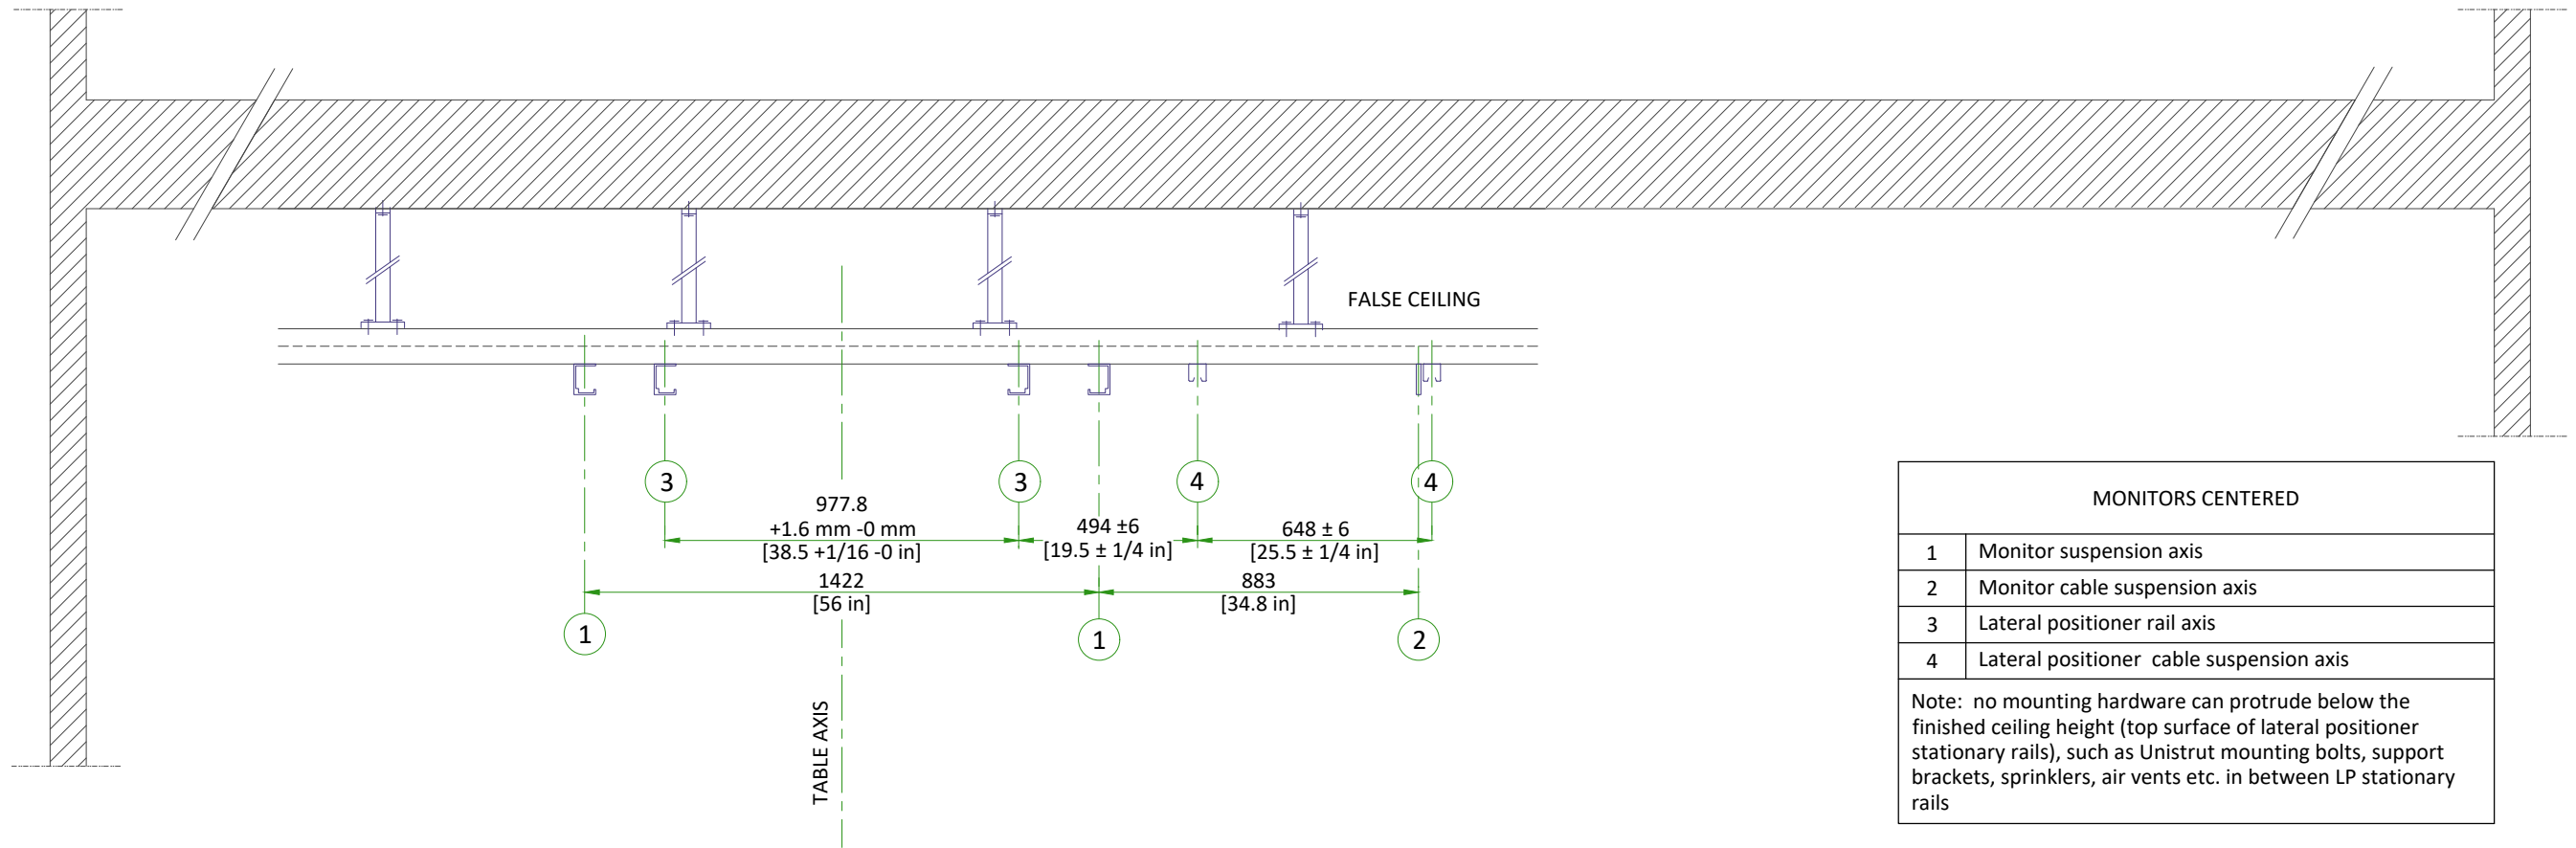 FALSE CEILING
3
3
4
4
977.8
+1.6 mm -0 mm
[38.5 +1/16 -0 in]
494 ±6
[19.5 ± 1/4 in]
648 ± 6
[25.5 ± 1/4 in]
1422
[56 in]
883
[34.8 in]
1
1
2
TABLE AXIS
MONITORS CENTERED
1 Monitor suspension axis
2 Monitor cable suspension axis
3 Lateral positioner rail axis
4 Lateral positioner cable suspension axis
Note: no mounting hardware can protrude below the
finished ceiling height (top surface of lateral positioner
stationary rails), such as Unistrut mounting bolts, support
brackets, sprinklers, air vents etc. in between LP stationary
rails